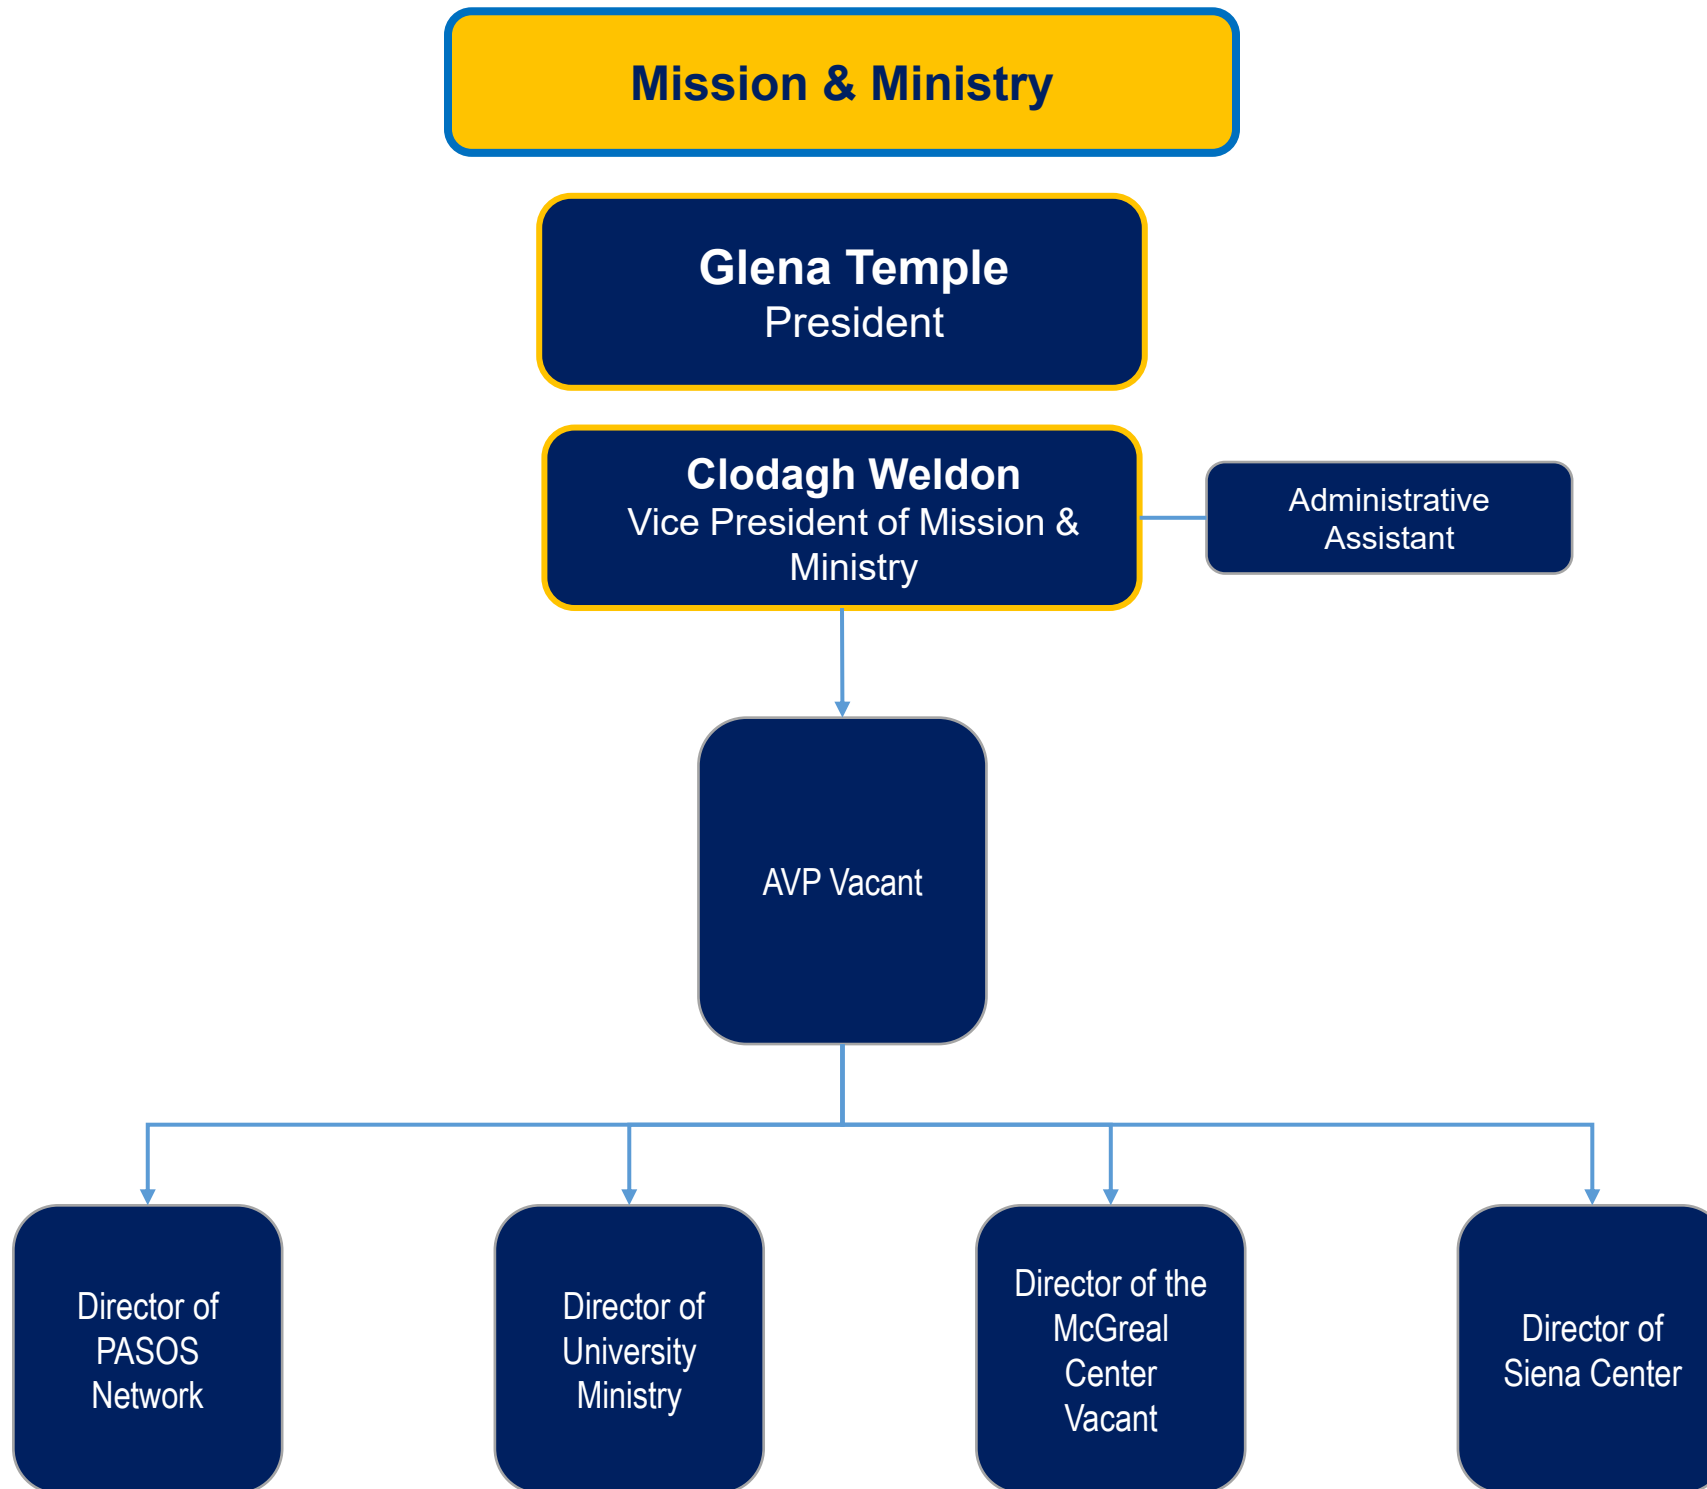 Mission & Ministry
Glena Temple
President
Clodagh Weldon
Vice President of Mission &
Ministry
Administrative
Assistant
AVP Vacant
Director of
PASOS
Network
Director of
University
Ministry
Director of the
McGreal
Center
Vacant
Director of
Siena Center